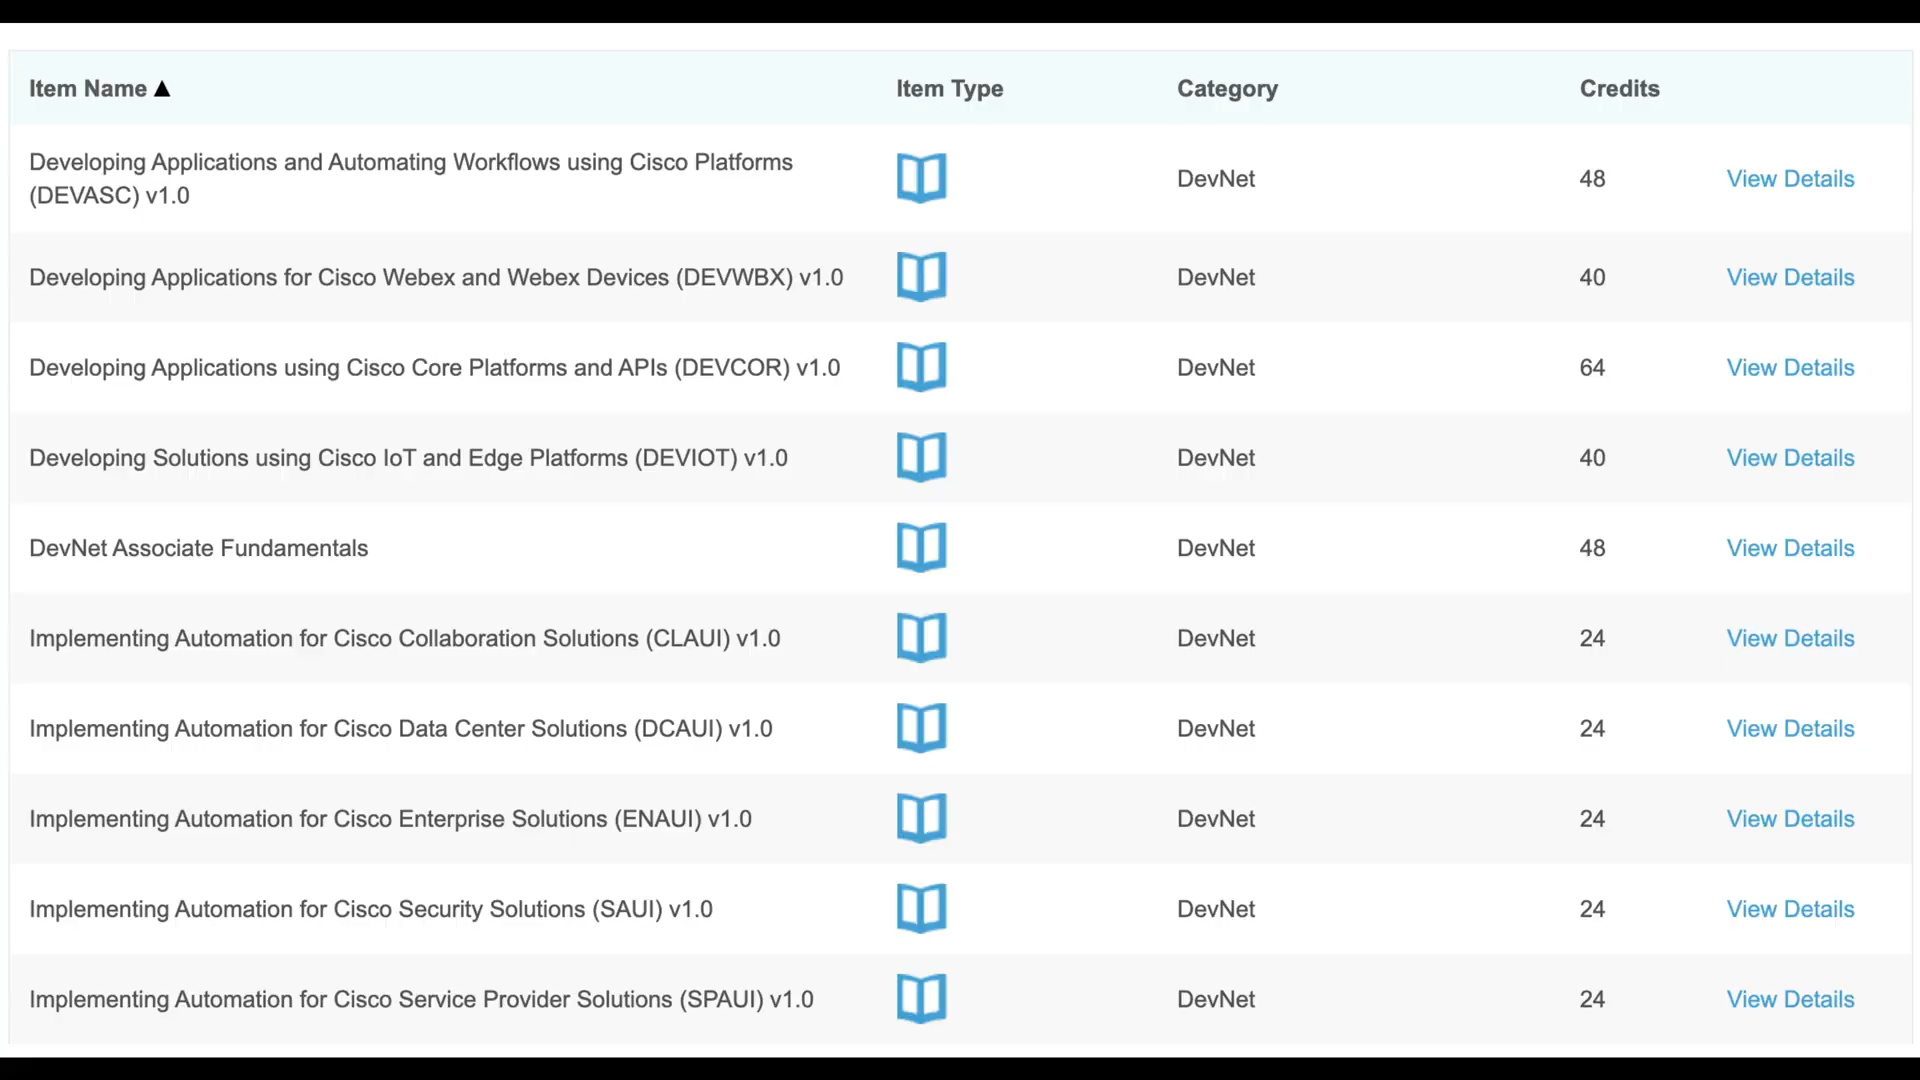 Item Name ▲ Item Type Category Credits
Developing Applications and Automating Workflows using Cisco Platforms
(DEVASC) v1.0 DevNet 48 View Details
Developing Applications for Cisco Webex and Webex Devices (DEVWBX) v1.0 DevNet 40 View Details
Developing Applications using Cisco Core Platforms and APIs (DEVCOR) v1.0 DevNet 64 View Details
Developing Solutions using Cisco IoT and Edge Platforms (DEVIOT) v1.0 DevNet 40 View Details
DevNet Associate Fundamentals DevNet 48 View Details
Implementing Automation for Cisco Collaboration Solutions (CLAUI) v1.0 DevNet 24 View Details
Implementing Automation for Cisco Data Center Solutions (DCAUI) v1.0 DevNet 24 View Details
Implementing Automation for Cisco Enterprise Solutions (ENAUI) v1.0 DevNet 24 View Details
Implementing Automation for Cisco Security Solutions (SAUI) v1.0 DevNet 24 View Details
Implementing Automation for Cisco Service Provider Solutions (SPAUI) v1.0 DevNet 24 View Details